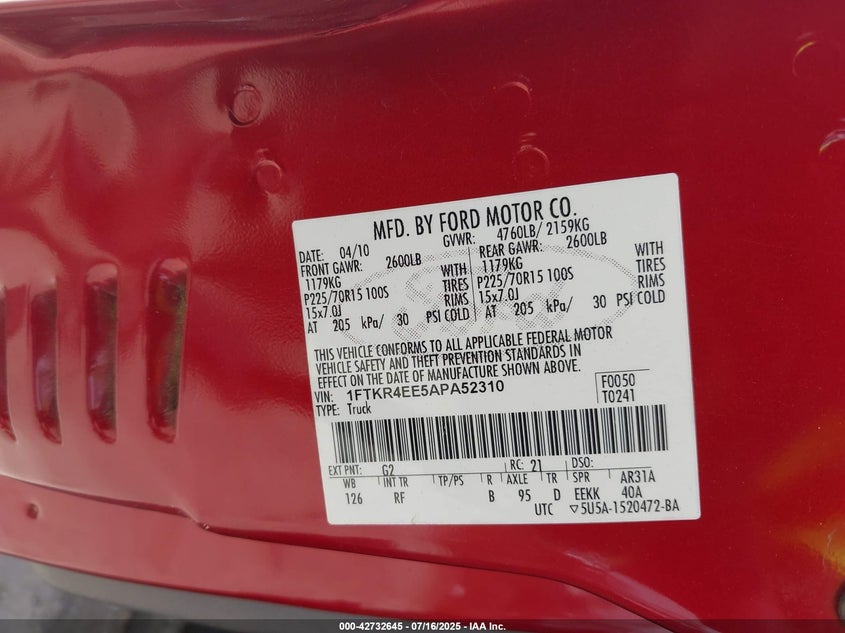 MFD. BY FORD MOTOR CO.
DATE: 04/10 GVWR: 4760LB/ 2159KG
FRONT GAWR: 2600LB REAR GAWR: 2600LB
1179KG WITH 1179KG WITH
P225/70R15 100S TIRES P225/70R15 100S TIRES
15x7.0J RIMS 15x7.0J RIMS
AT 205 kPa/ 30 PSI COLD AT 205 kPa/ 30 PSI COLD
THIS VEHICLE CONFORMS TO ALL APPLICABLE FEDERAL MOTOR
VEHICLE SAFETY AND THEFT PREVENTION STANDARDS IN
EFFECT ON THE DATE OF MANUFACTURE SHOWN ABOVE.
VIN: 1FTKR4EE5APA52310 F0050
TYPE: Truck T0241
EXT PNT: G2 RC: 21 DSO:
WB INT TR TP/PS R AXLE TR SPR AR31A
126 RF B 95 D EEKK 40A
UTC ▽5U5A-1520472-BA
000-42732645 / 07/16/2025 - IAA Inc.